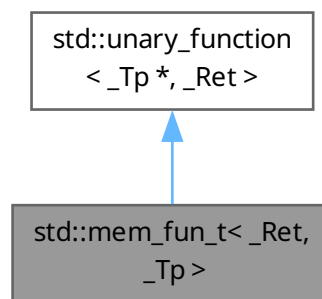 std::unary_function
< _Tp *, _Ret >
std::mem_fun_t< _Ret,
_Tp >